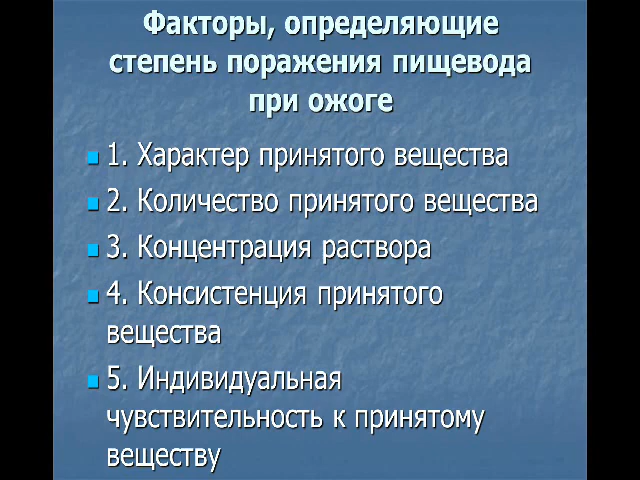 Факторы, определяющие
степень поражения пищевода
при ожоге
1. Характер принятого вещества
2. Количество принятого вещества
3. Концентрация раствора
4. Консистенция принятого
вещества
5. Индивидуальная
чувствительность к принятому
веществу